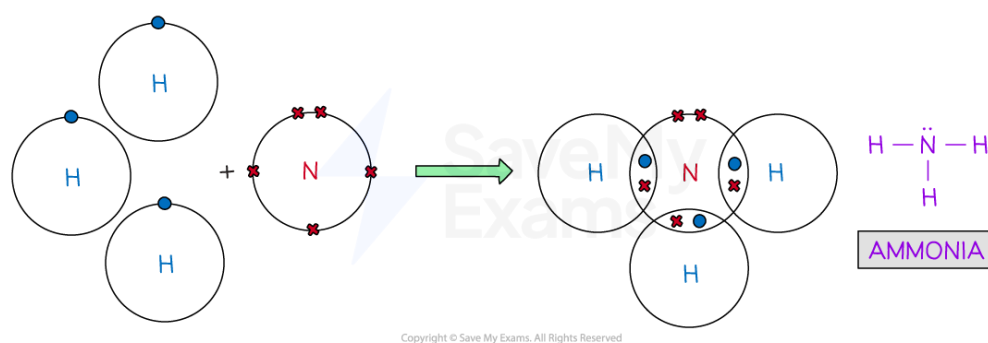 H
H
H
+
N
H
N
H
H
H — N̈ — H
H
AMMONIA
Save My
Exams
Copyright © Save My Exams. All Rights Reserved